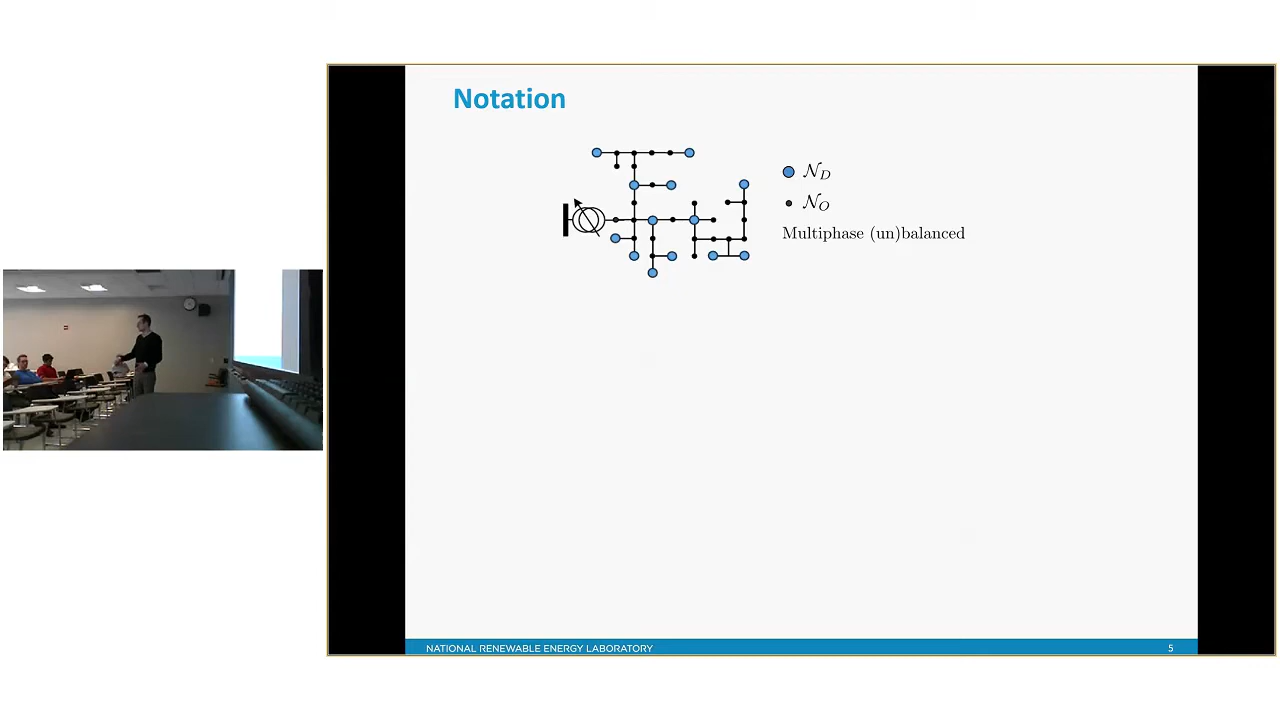 Notation
𝒩_D
𝒩_O
Multiphase (un)balanced
NATIONAL RENEWABLE ENERGY LABORATORY
5